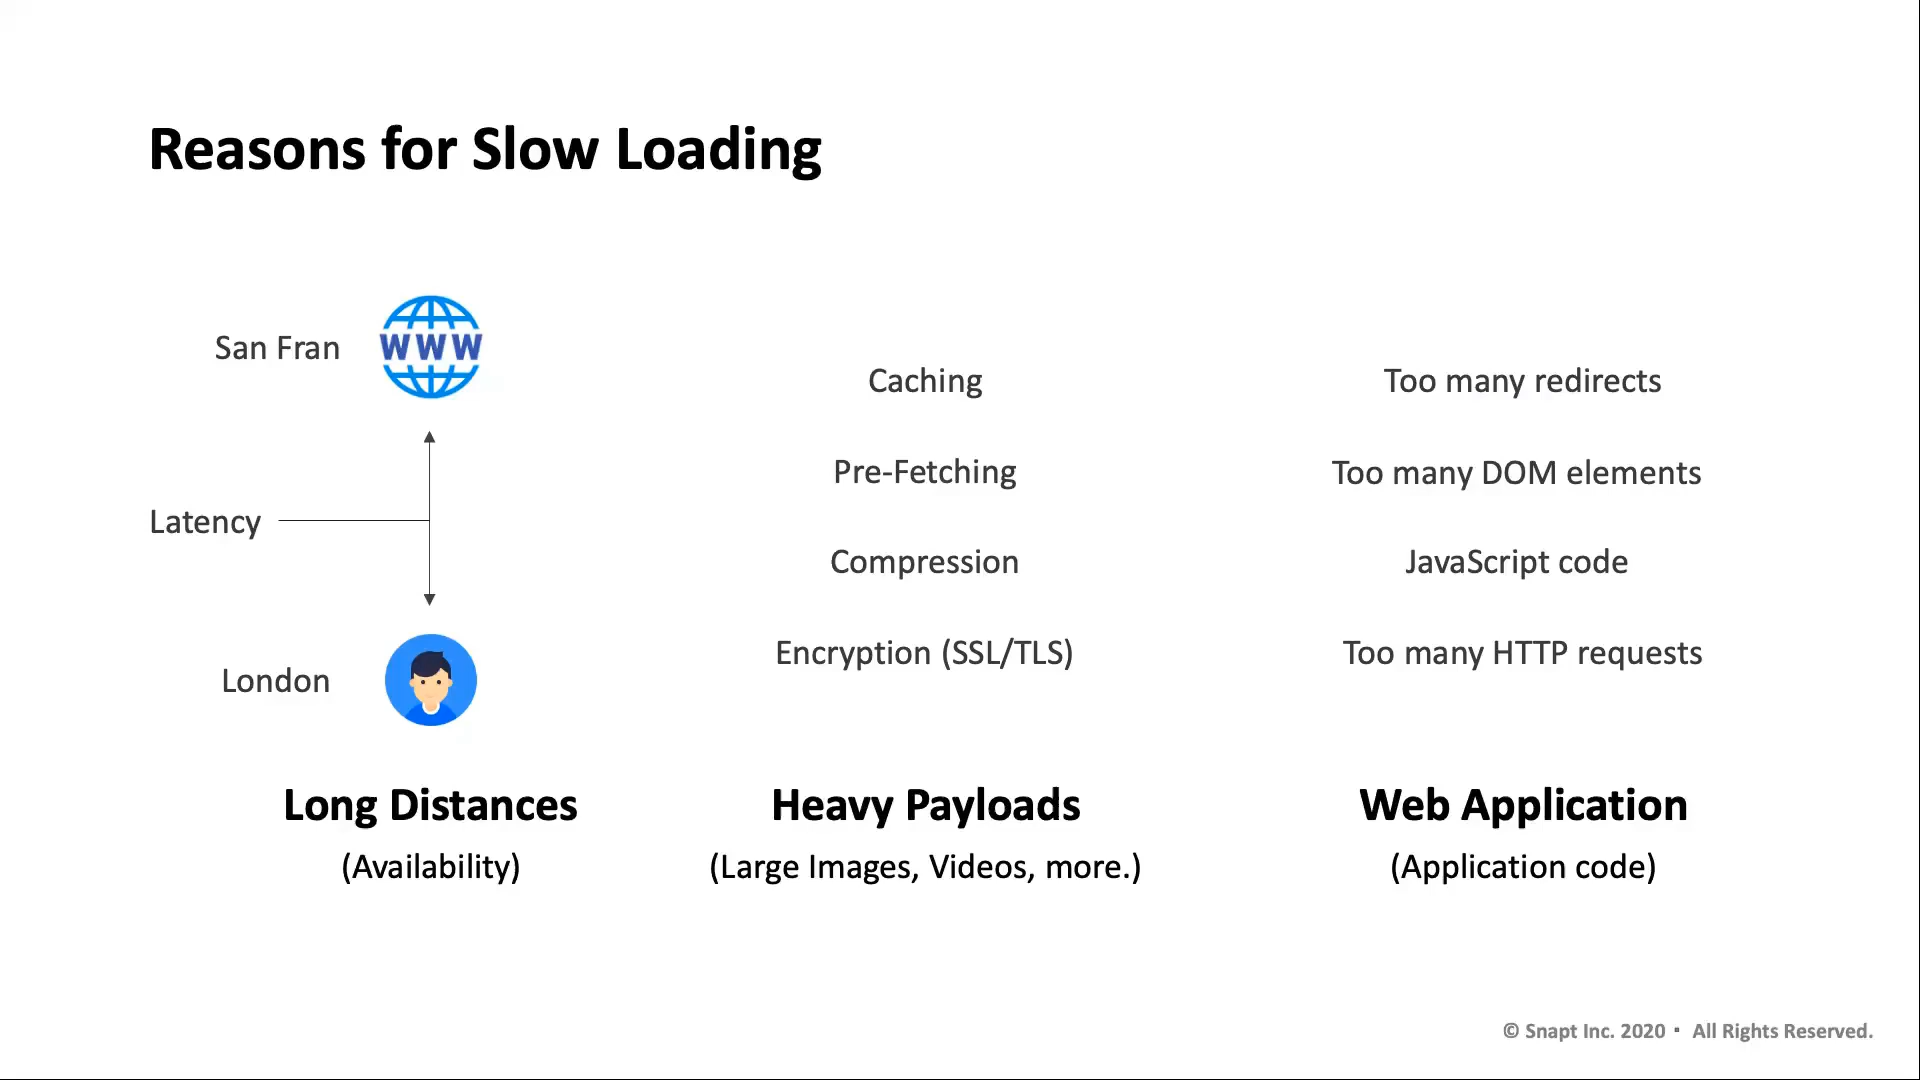 Reasons for Slow Loading
San Fran
WWW
Latency
London
Long Distances
(Availability)
Caching
Pre-Fetching
Compression
Encryption (SSL/TLS)
Heavy Payloads
(Large Images, Videos, more.)
Too many redirects
Too many DOM elements
JavaScript code
Too many HTTP requests
Web Application
(Application code)
© Snapt Inc. 2020 • All Rights Reserved.